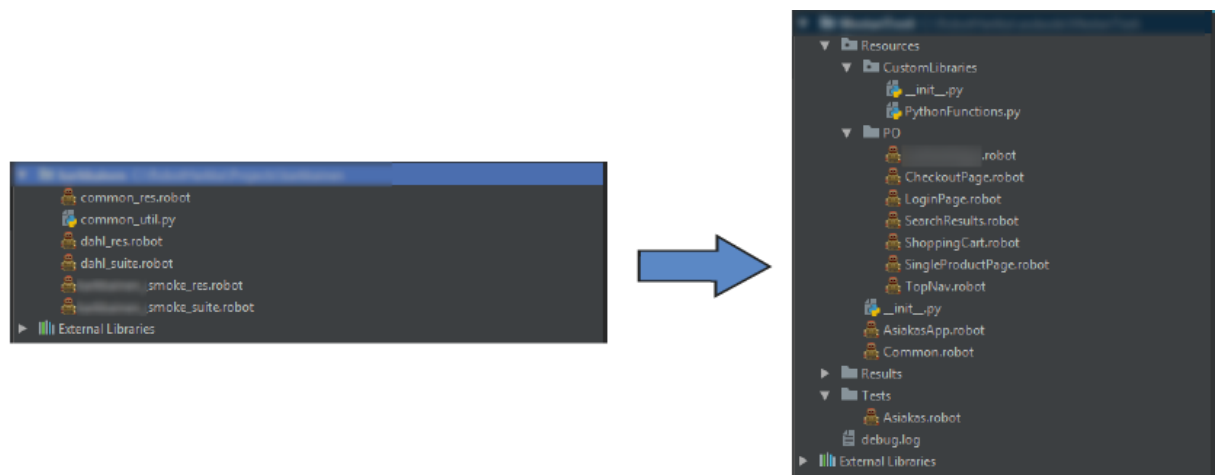 common_res.robot
common_util.py
dahl_res.robot
dahl_suite.robot
_smoke_res.robot
_smoke_suite.robot
External Libraries
Resources
CustomLibraries
__init__.py
PythonFunctions.py
PO
.robot
CheckoutPage.robot
LoginPage.robot
SearchResults.robot
ShoppingCart.robot
SingleProductPage.robot
TopNav.robot
__init__.py
AsiakasApp.robot
Common.robot
Results
Tests
Asiakas.robot
debug.log
External Libraries